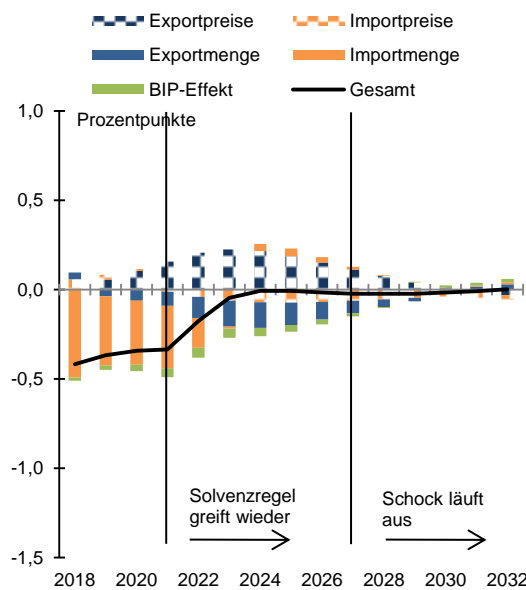 Exportpreise Importpreise
Exportmenge Importmenge
BIP-Effekt Gesamt
1,0
Prozentpunkte
0,5
0,0
-0,5
-1,0
Solvenzregel
greift wieder
Schock läuft
aus
-1,5
2018 2020 2022 2024 2026 2028 2030 2032